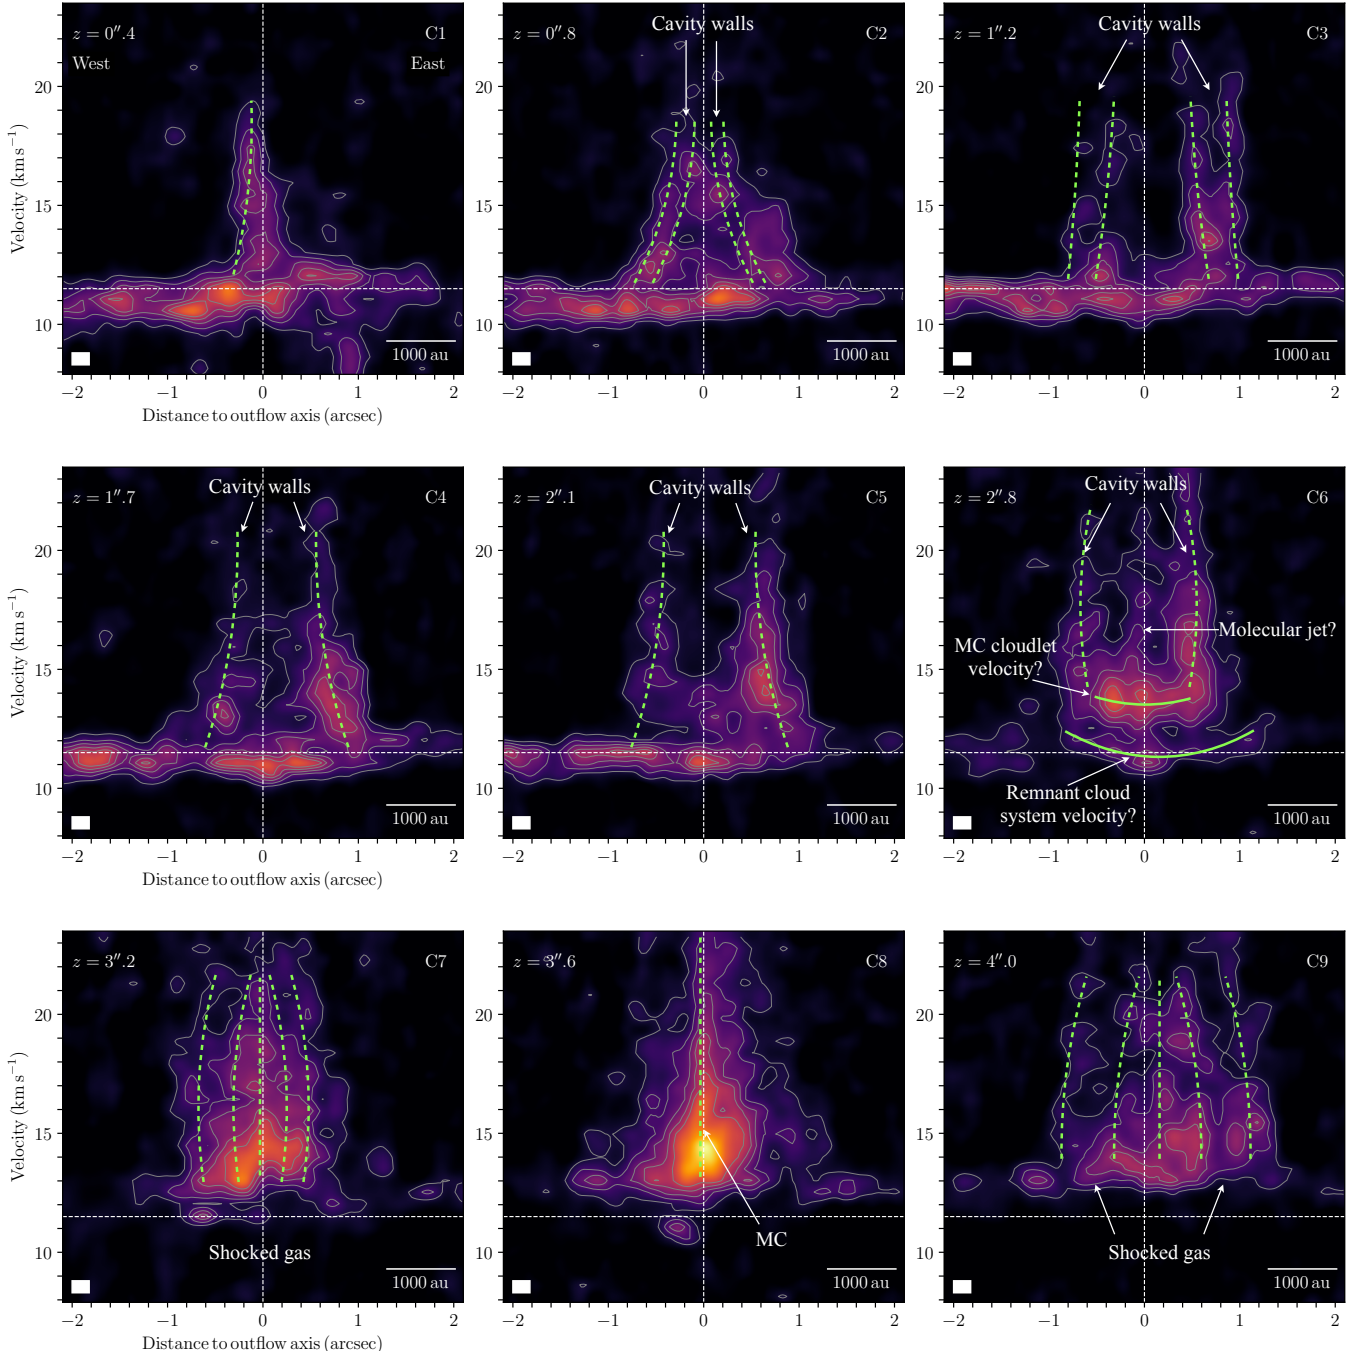 z = 0″.4
C1
West
East
1000 au
20
15
10
Velocity (km s⁻¹)
−2
−1
0
1
2
Distance to outflow axis (arcsec)
Cavity walls
z = 0″.8
C2
1000 au
20
15
10
−2
−1
0
1
2
Distance to outflow axis (arcsec)
Cavity walls
z = 1″.2
C3
1000 au
20
15
10
−2
−1
0
1
2
z = 1″.7
Cavity walls
C4
1000 au
20
15
10
Velocity (km s⁻¹)
−2
−1
0
1
2
Distance to outflow axis (arcsec)
z = 2″.1
Cavity walls
C5
1000 au
20
15
10
−2
−1
0
1
2
z = 2″.8
Cavity walls
C6
Molecular jet?
MC cloudlet
velocity?
Remnant cloud
system velocity?
1000 au
20
15
10
−2
−1
0
1
2
z = 3″.2
C7
Shocked gas
1000 au
20
15
10
Velocity (km s⁻¹)
−2
−1
0
1
2
Distance to outflow axis (arcsec)
z = 3″.6
C8
MC
1000 au
20
15
10
−2
−1
0
1
2
z = 4″.0
C9
Shocked gas
1000 au
20
15
10
−2
−1
0
1
2